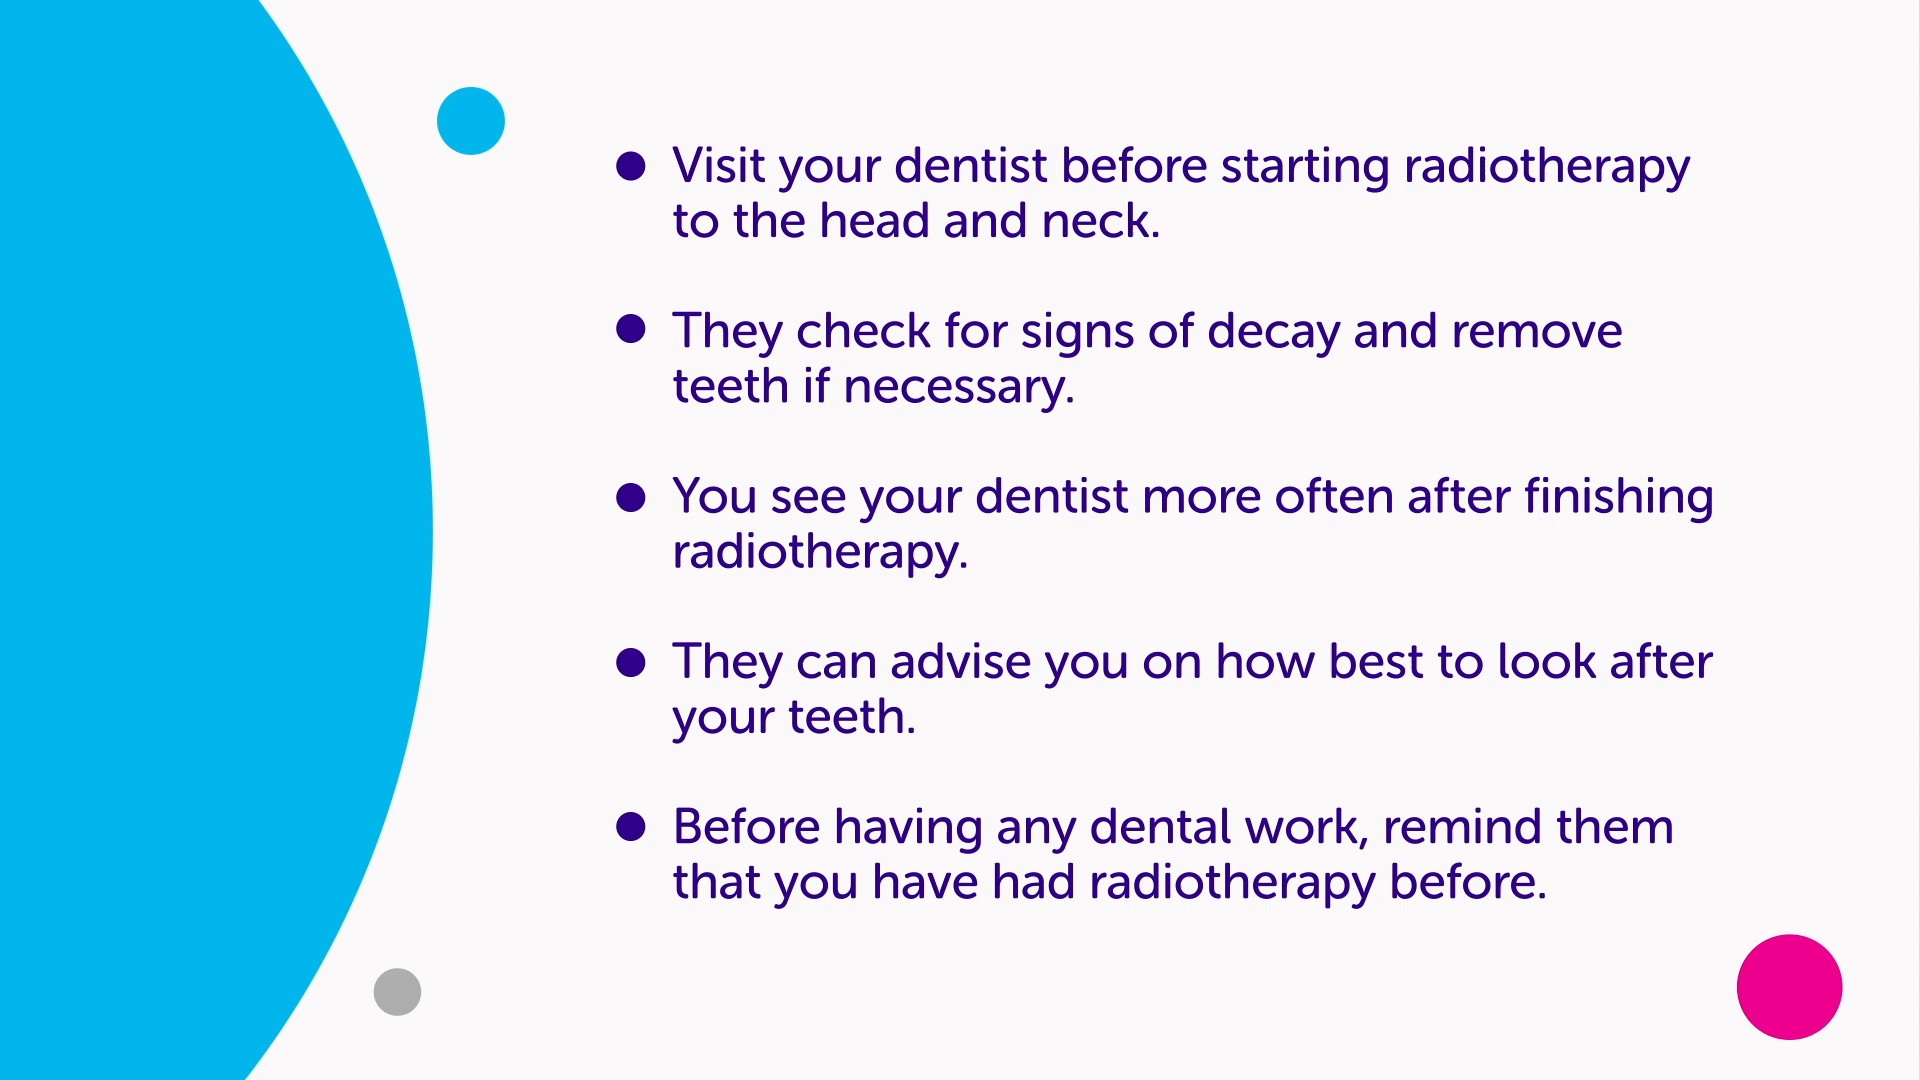 Visit your dentist before starting radiotherapy
to the head and neck.
They check for signs of decay and remove
teeth if necessary.
You see your dentist more often after finishing
radiotherapy.
They can advise you on how best to look after
your teeth.
Before having any dental work, remind them
that you have had radiotherapy before.